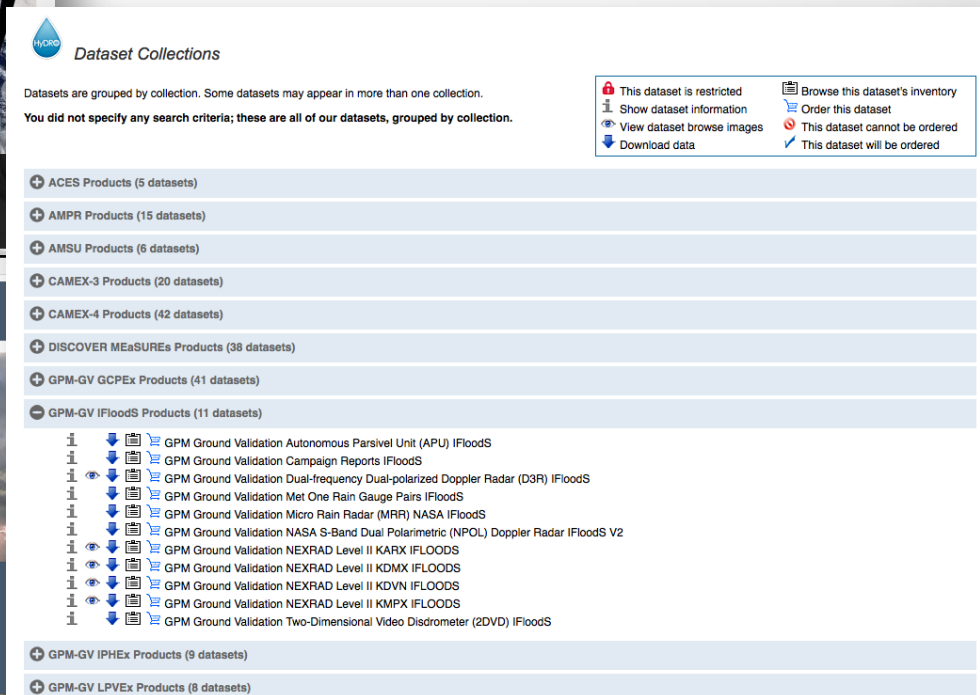 HyDRO
Dataset Collections
Datasets are grouped by collection. Some datasets may appear in more than one collection.
You did not specify any search criteria; these are all of our datasets, grouped by collection.
This dataset is restricted
Browse this dataset's inventory
Show dataset information
Order this dataset
View dataset browse images
This dataset cannot be ordered
Download data
This dataset will be ordered
ACES Products (5 datasets)
AMPR Products (15 datasets)
AMSU Products (6 datasets)
CAMEX-3 Products (20 datasets)
CAMEX-4 Products (42 datasets)
DISCOVER MEaSUREs Products (38 datasets)
GPM-GV GCPEx Products (41 datasets)
GPM-GV IFloodS Products (11 datasets)
GPM Ground Validation Autonomous Parsivel Unit (APU) IFloodS
GPM Ground Validation Campaign Reports IFloodS
GPM Ground Validation Dual-frequency Dual-polarized Doppler Radar (D3R) IFloodS
GPM Ground Validation Met One Rain Gauge Pairs IFloodS
GPM Ground Validation Micro Rain Radar (MRR) NASA IFloodS
GPM Ground Validation NASA S-Band Dual Polarimetric (NPOL) Doppler Radar IFloodS V2
GPM Ground Validation NEXRAD Level II KARX IFLOODS
GPM Ground Validation NEXRAD Level II KDMX IFLOODS
GPM Ground Validation NEXRAD Level II KDVN IFLOODS
GPM Ground Validation NEXRAD Level II KMPX IFLOODS
GPM Ground Validation Two-Dimensional Video Disdrometer (2DVD) IFloodS
GPM-GV IPHEx Products (9 datasets)
GPM-GV LPVEx Products (8 datasets)